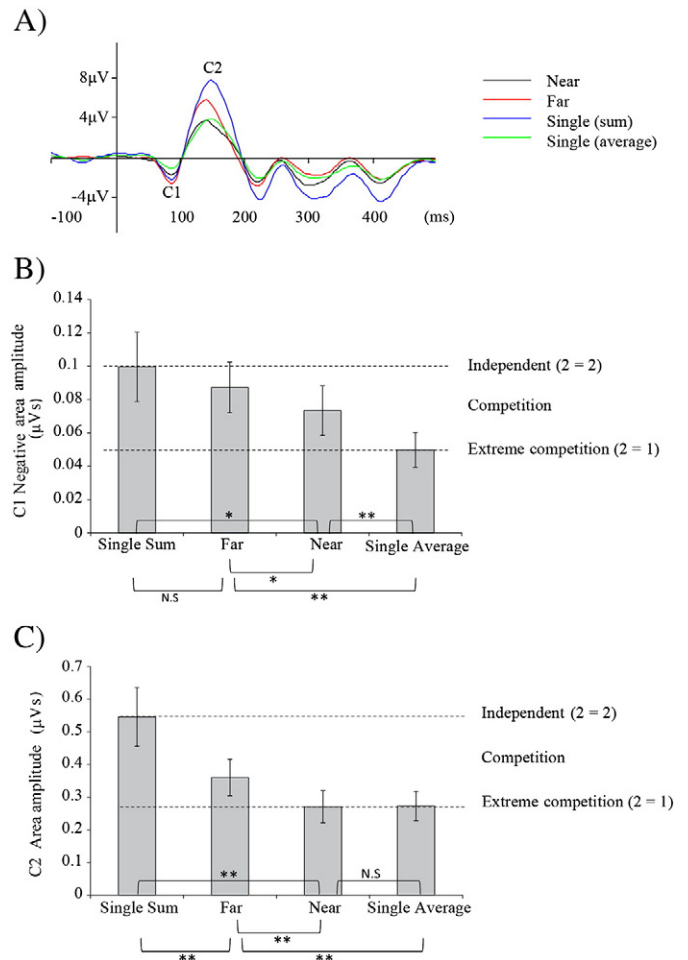 A)
8µV
4µV
-4µV
C2
C1
-100 100 200 300 400 (ms)
Near
Far
Single (sum)
Single (average)
B)
C1 Negative area amplitude
(µVs)
0.14
0.12
0.1
0.08
0.06
0.04
0.02
0
Independent (2 = 2)
Competition
Extreme competition (2 = 1)
* **
Single Sum Far Near Single Average
*
N.S **
C)
C2 Area amplitude (µVs)
0.7
0.6
0.5
0.4
0.3
0.2
0.1
0
Independent (2 = 2)
Competition
Extreme competition (2 = 1)
** N.S
Single Sum Far Near Single Average
**
** **